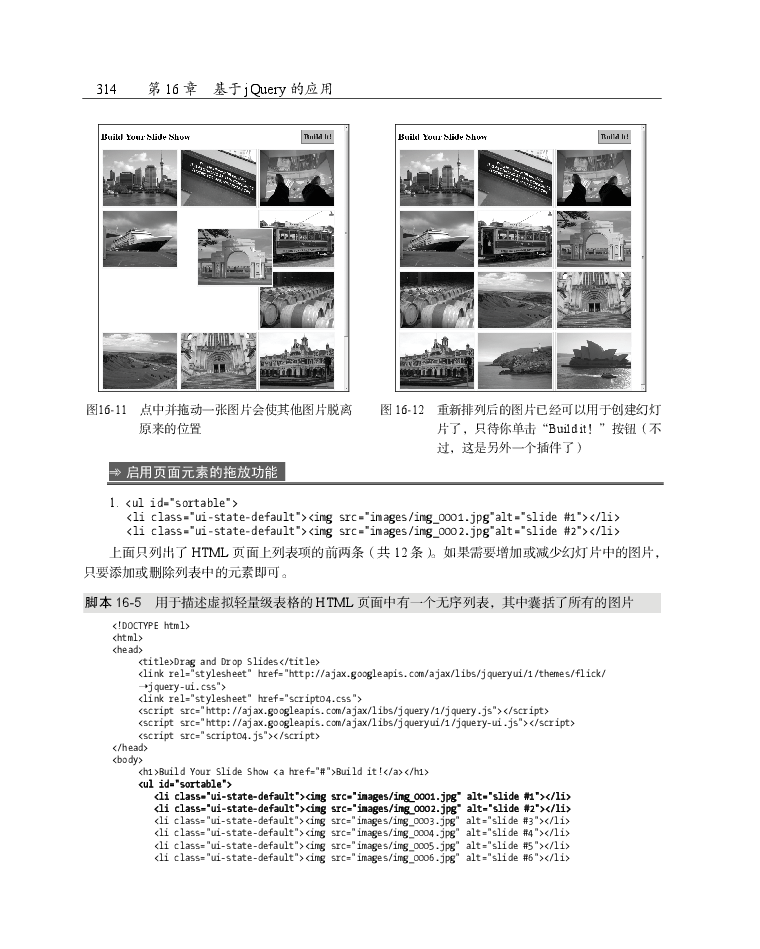 314 第 16 章 基于 jQuery 的应用
Build Your Slide Show Build it!
Build Your Slide Show Build it!
图16-11 点中并拖动一张图片会使其他图片脱离
原来的位置
图 16-12 重新排列后的图片已经可以用于创建幻灯
片了，只待你单击“Build it！”按钮（不
过，这是另外一个插件了）
启用页面元素的拖放功能
1. <ul id="sortable">
<li class="ui-state-default"><img src="images/img_0001.jpg"alt="slide #1"></li>
<li class="ui-state-default"><img src="images/img_0002.jpg"alt="slide #2"></li>
上面只列出了 HTML 页面上列表项的前两条（共 12 条）。如果需要增加或减少幻灯片中的图片，
只要添加或删除列表中的元素即可。
脚本 16-5 用于描述虚拟轻量级表格的 HTML 页面中有一个无序列表，其中囊括了所有的图片
<!DOCTYPE html>
<html>
<head>
<title>Drag and Drop Slides</title>
<link rel="stylesheet" href="http://ajax.googleapis.com/ajax/libs/jqueryui/1/themes/flick/
→jquery-ui.css">
<link rel="stylesheet" href="script04.css">
<script src="http://ajax.googleapis.com/ajax/libs/jquery/1/jquery.js"></script>
<script src="http://ajax.googleapis.com/ajax/libs/jqueryui/1/jquery-ui.js"></script>
<script src="script04.js"></script>
</head>
<body>
<h1>Build Your Slide Show <a href="#">Build it!</a></h1>
<ul id="sortable">
<li class="ui-state-default"><img src="images/img_0001.jpg" alt="slide #1"></li>
<li class="ui-state-default"><img src="images/img_0002.jpg" alt="slide #2"></li>
<li class="ui-state-default"><img src="images/img_0003.jpg" alt="slide #3"></li>
<li class="ui-state-default"><img src="images/img_0004.jpg" alt="slide #4"></li>
<li class="ui-state-default"><img src="images/img_0005.jpg" alt="slide #5"></li>
<li class="ui-state-default"><img src="images/img_0006.jpg" alt="slide #6"></li>